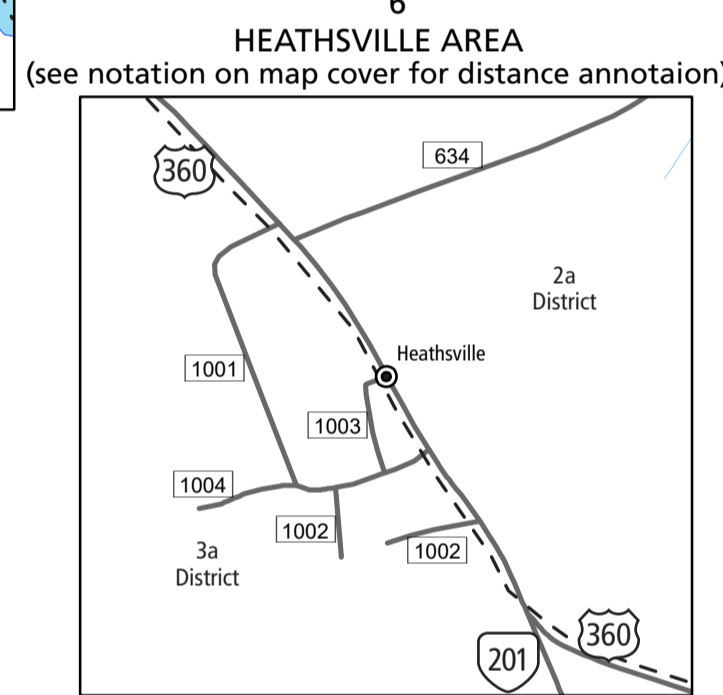 6
HEATHSVILLE AREA
(see notation on map cover for distance annotaion)
634
360
2a
District
Heathsville
1001
1003
1004
1002
1002
3a
District
360
201